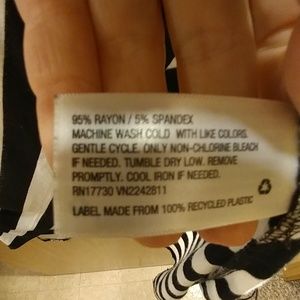 95% RAYON / 5% SPANDEX
MACHINE WASH COLD WITH LIKE COLORS.
GENTLE CYCLE. ONLY NON-CHLORINE BLEACH
IF NEEDED. TUMBLE DRY LOW. REMOVE
PROMPTLY. COOL IRON IF NEEDED.
RN17730 VN2242811
LABEL MADE FROM 100% RECYCLED PLASTIC